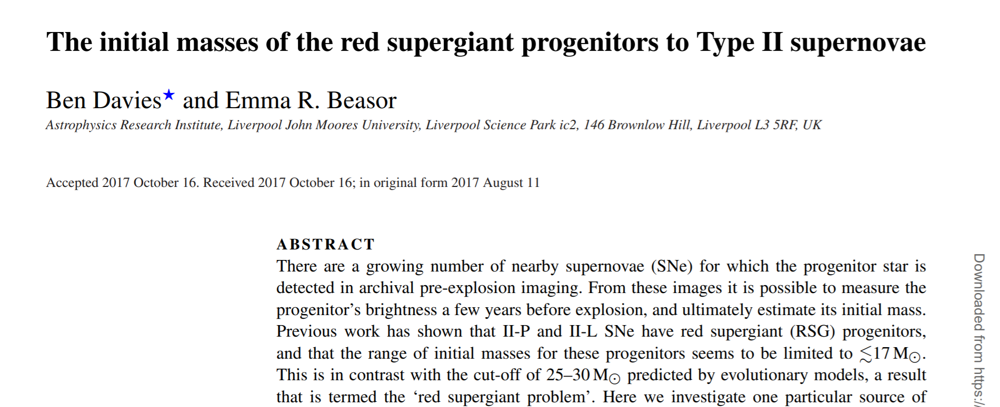 The initial masses of the red supergiant progenitors to Type II supernovae
Ben Davies★ and Emma R. Beasor
Astrophysics Research Institute, Liverpool John Moores University, Liverpool Science Park ic2, 146 Brownlow Hill, Liverpool L3 5RF, UK
Accepted 2017 October 16. Received 2017 October 16; in original form 2017 August 11
ABSTRACT
There are a growing number of nearby supernovae (SNe) for which the progenitor star is
detected in archival pre-explosion imaging. From these images it is possible to measure the
progenitor's brightness a few years before explosion, and ultimately estimate its initial mass.
Previous work has shown that II-P and II-L SNe have red supergiant (RSG) progenitors,
and that the range of initial masses for these progenitors seems to be limited to ≲17 M⊙.
This is in contrast with the cut-off of 25–30 M⊙ predicted by evolutionary models, a result
that is termed the 'red supergiant problem'. Here we investigate one particular source of
Downloaded from https:/